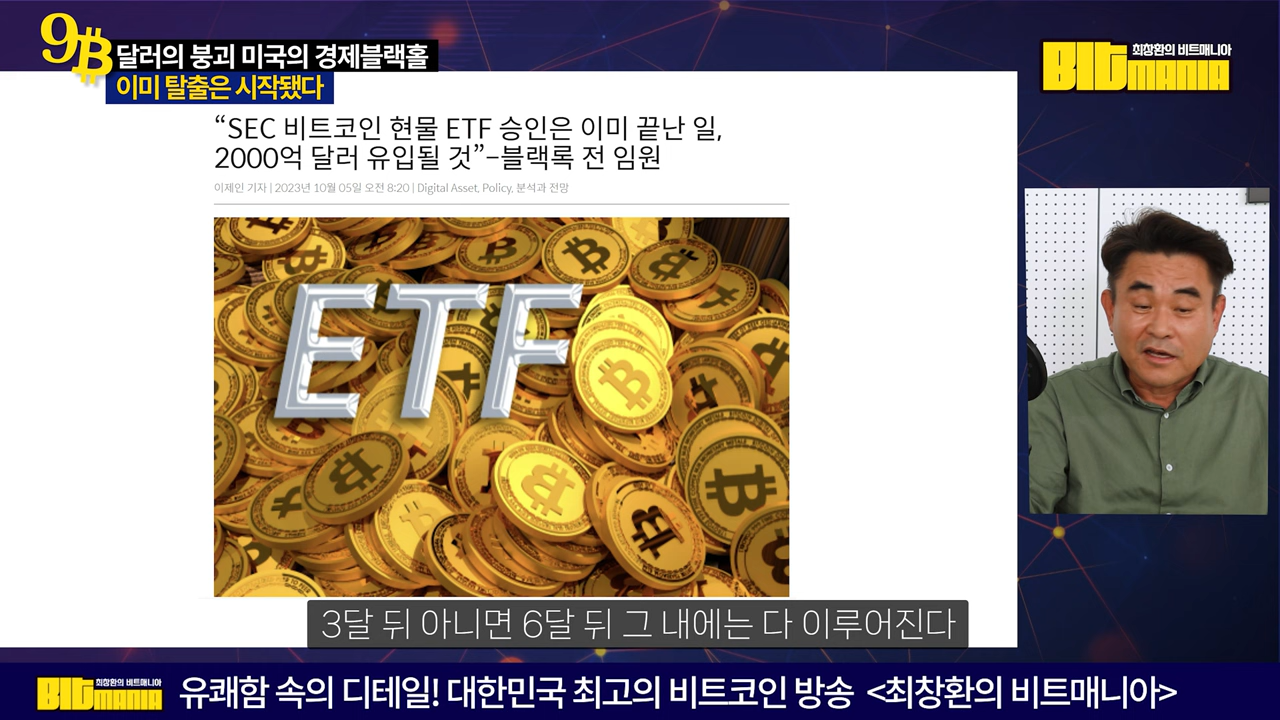 9₿
달러의 붕괴 미국의 경제블랙홀
이미 탈출은 시작됐다
최창환의 비트매니아
BIt MANIA
“SEC 비트코인 현물 ETF 승인은 이미 끝난 일,
2000억 달러 유입될 것”–블랙록 전 임원
이제인 기자 | 2023년 10월 05일 오전 8:20 | Digital Asset, Policy, 분석과 전망
ETF
3달 뒤 아니면 6달 뒤 그 내에는 다 이루어진다
최창환의 비트매니아
BIt MANIA
유쾌함 속의 디테일! 대한민국 최고의 비트코인 방송 <최창환의 비트매니아>